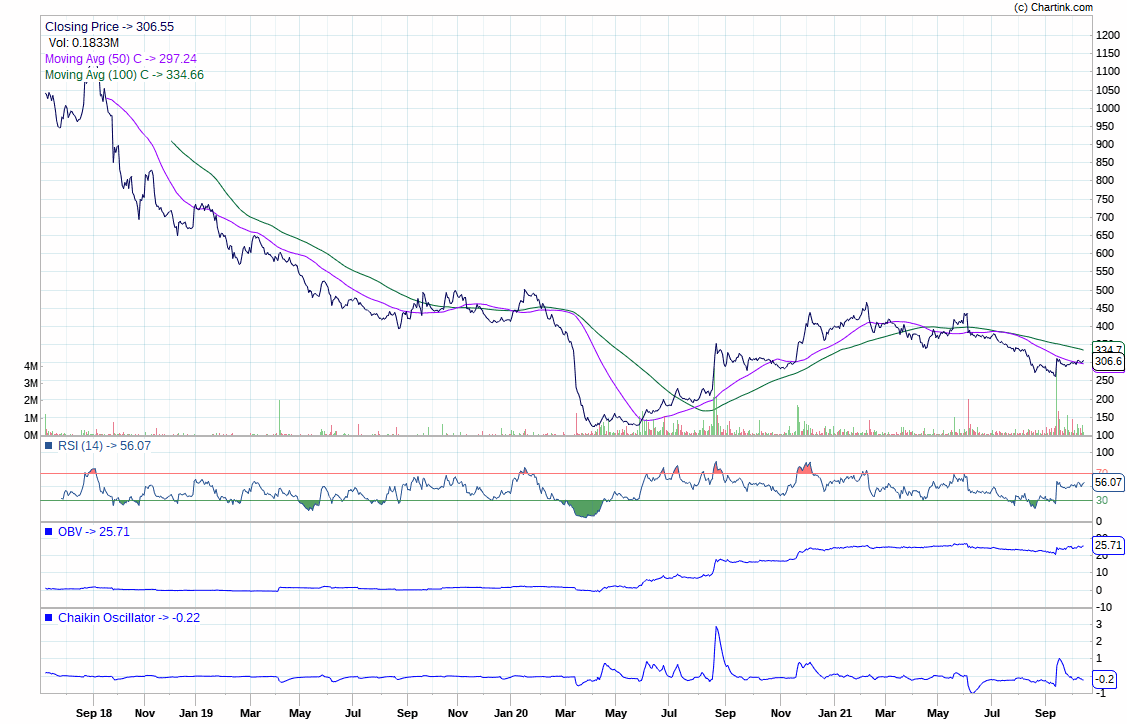 (c) Chartink.com
Closing Price -> 306.55
Vol: 0.1833M
Moving Avg (50) C -> 297.24
Moving Avg (100) C -> 334.66
1200
1150
1100
1050
1000
950
900
850
800
750
700
650
600
550
500
450
400
334.7
306.6
250
200
150
100
4M
3M
2M
1M
0M
RSI (14) -> 56.07
100
70
56.07
30
0
OBV -> 25.71
25.71
20
10
0
-10
Chaikin Oscillator -> -0.22
3
2
1
-0.2
-1
Sep 18 Nov Jan 19 Mar May Jul Sep Nov Jan 20 Mar May Jul Sep Nov Jan 21 Mar May Jul Sep